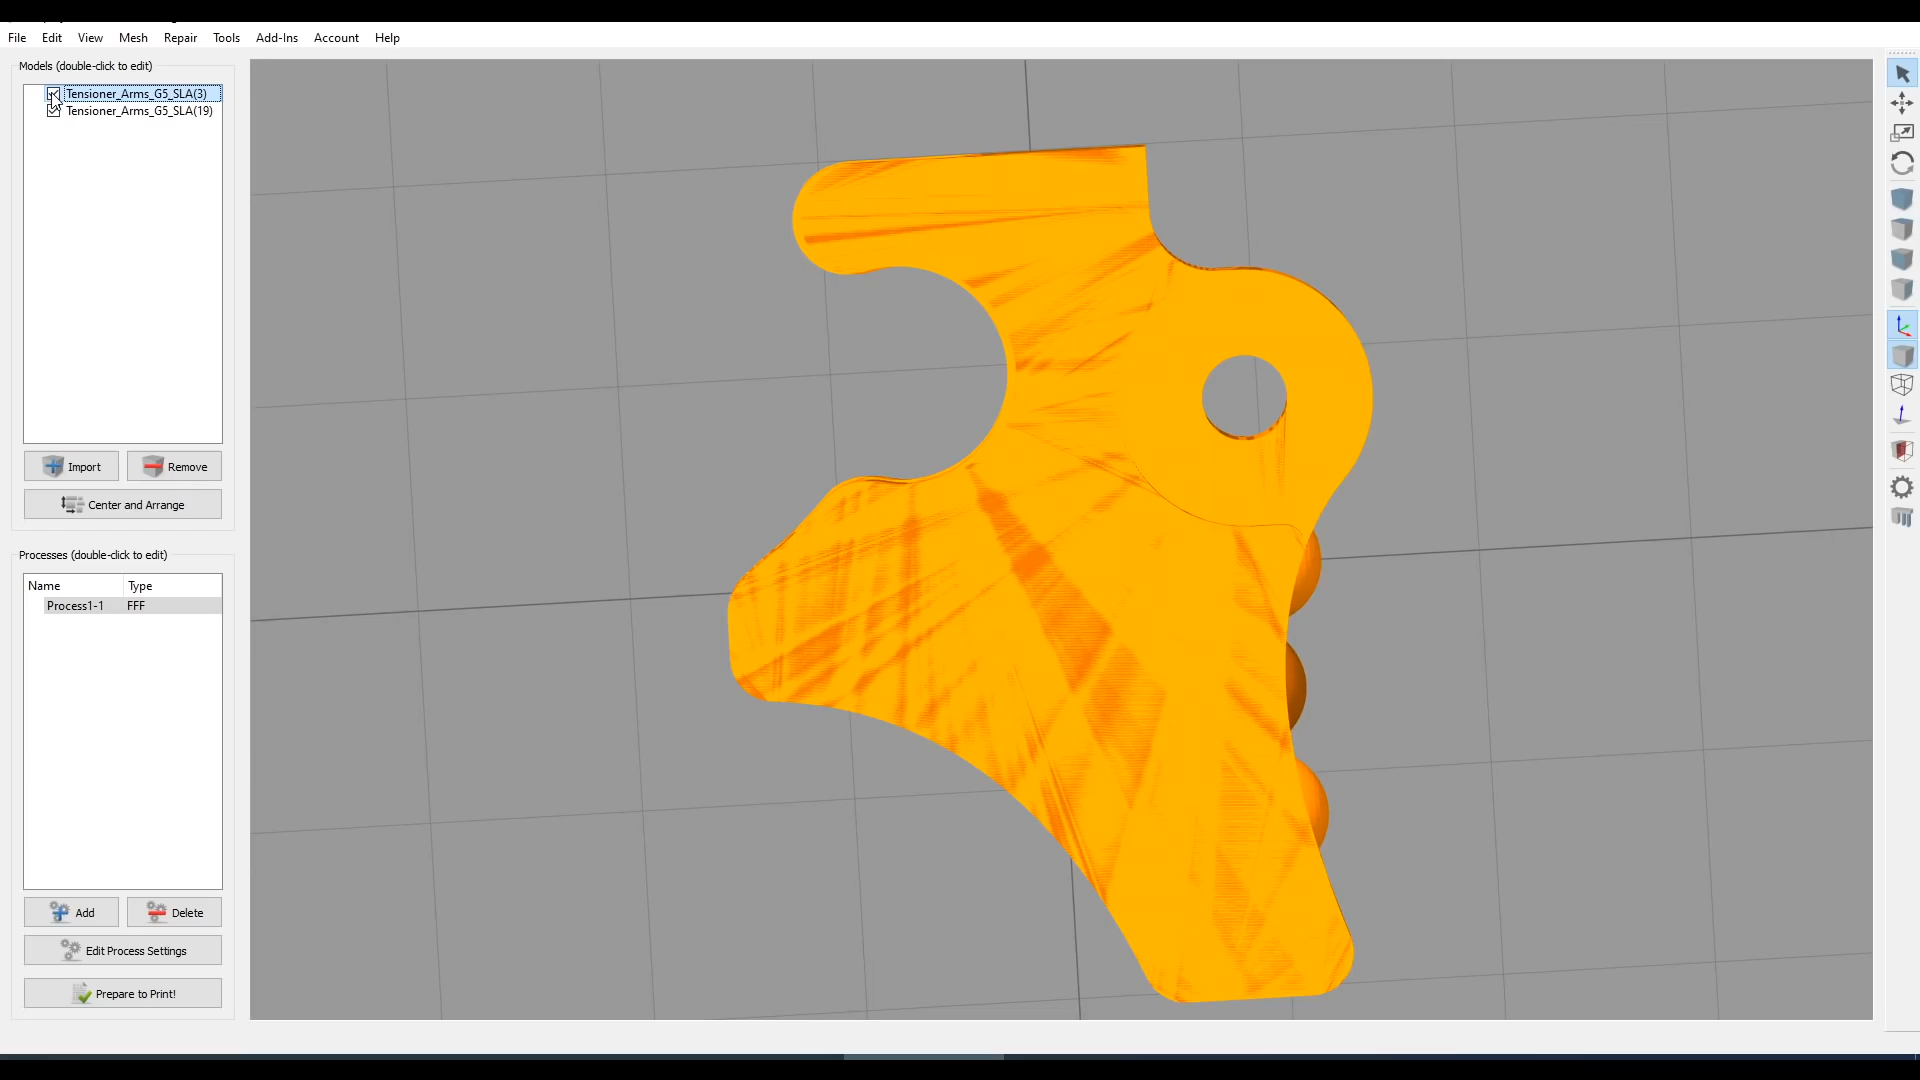 File Edit View Mesh Repair Tools Add-Ins Account Help
Models (double-click to edit)
Tensioner_Arms_G5_SLA(3)
Tensioner_Arms_G5_SLA(19)
Import Remove
Center and Arrange
Processes (double-click to edit)
Name Type
Process1-1 FFF
Add Delete
Edit Process Settings
Prepare to Print!